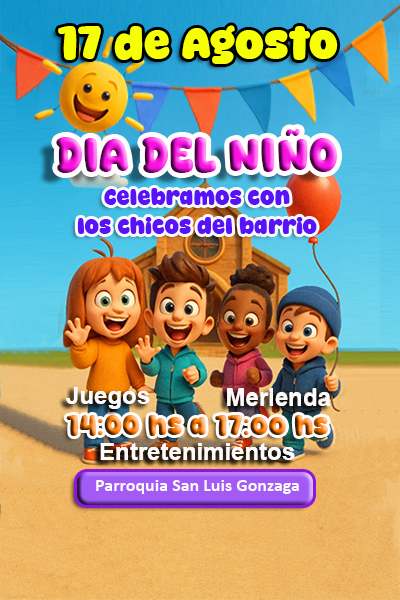 17 de Agosto
DIA DEL NIÑO
celebramos con
los chicos del barrio
Juegos Merienda
14:00 hs a 17:00 hs
Entretenimientos
Parroquia San Luis Gonzaga